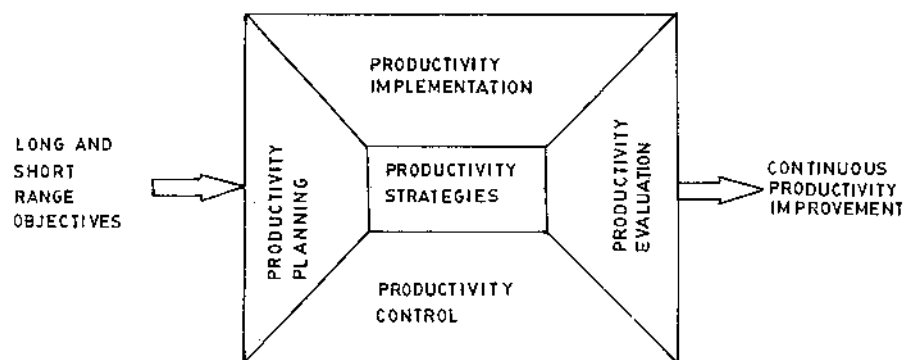 PRODUCTIVITY
IMPLEMENTATION
LONG AND
SHORT
RANGE
OBJECTIVES
PRODUCTIVITY
PLANNING
PRODUCTIVITY
STRATEGIES
PRODUCTIVITY
EVALUATION
CONTINUOUS
PRODUCTIVITY
IMPROVEMENT
PRODUCTIVITY
CONTROL